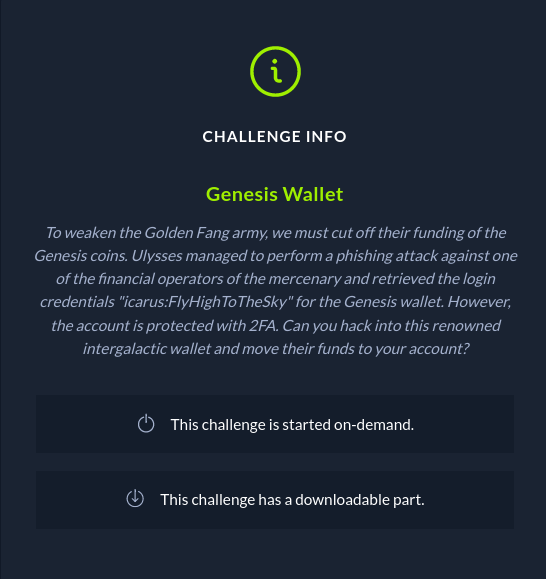 CHALLENGE INFO
Genesis Wallet
To weaken the Golden Fang army, we must cut off their funding of the
Genesis coins. Ulysses managed to perform a phishing attack against one
of the financial operators of the mercenary and retrieved the login
credentials "icarus:FlyHighToTheSky" for the Genesis wallet. However,
the account is protected with 2FA. Can you hack into this renowned
intergalactic wallet and move their funds to your account?
This challenge is started on-demand.
This challenge has a downloadable part.